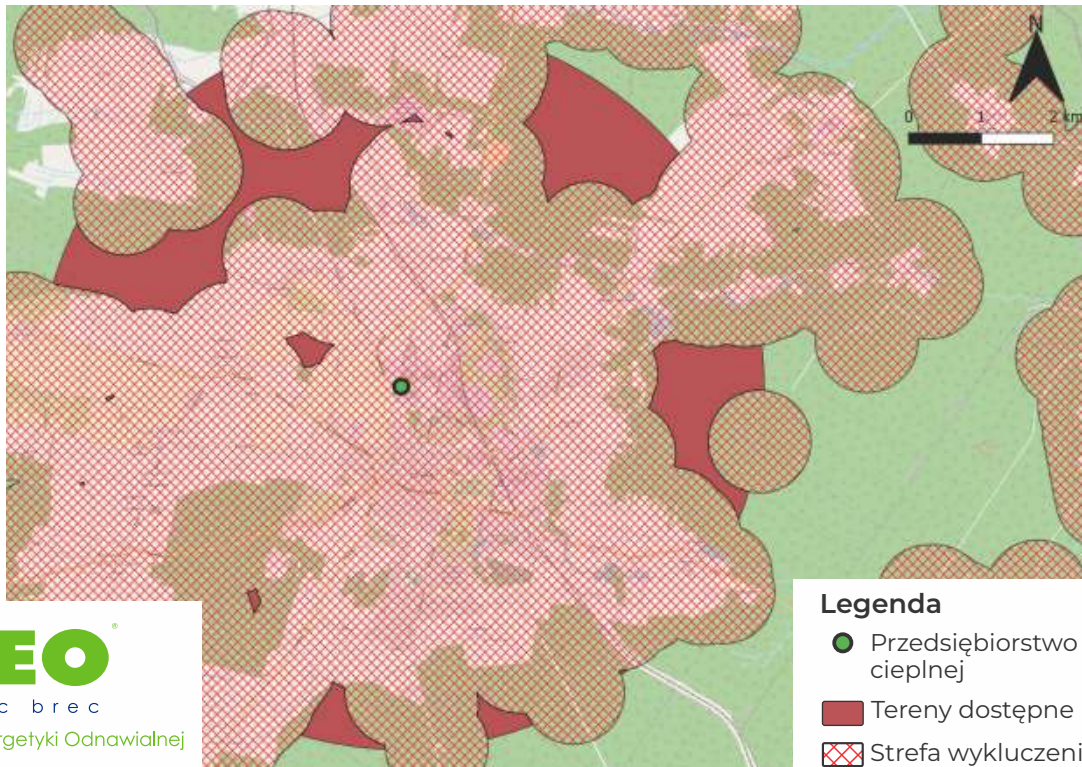 N
0 1 2 km
Legenda
Przedsiębiorstwo
cieplnej
Tereny dostępne
Strefa wykluczeni
EO®
c brec
rgetyki Odnawialnej